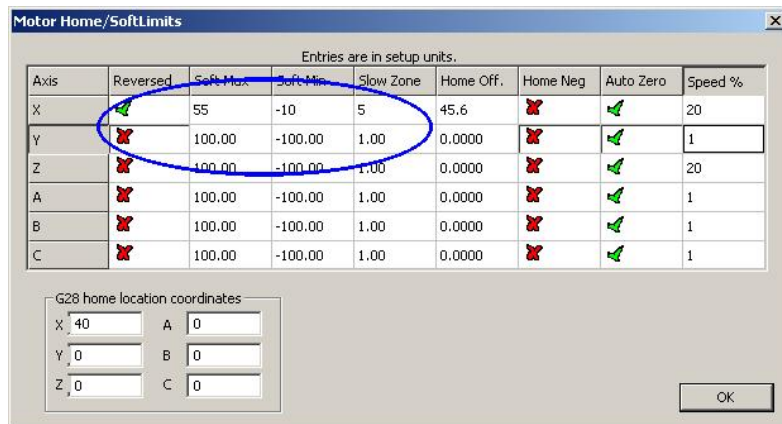 Motor Home/SoftLimits
Entries are in setup units.
Axis Reversed Soft Max Soft Min Slow Zone Home Off. Home Neg Auto Zero Speed %
X 55 -10 5 45.6 20
Y 100.00 -100.00 1.00 0.0000 1
Z 100.00 -100.00 1.00 0.0000 20
A 100.00 -100.00 1.00 0.0000 1
B 100.00 -100.00 1.00 0.0000 1
C 100.00 -100.00 1.00 0.0000 1
G28 home location coordinates
X 40 A 0
Y 0 B 0
Z 0 C 0
OK